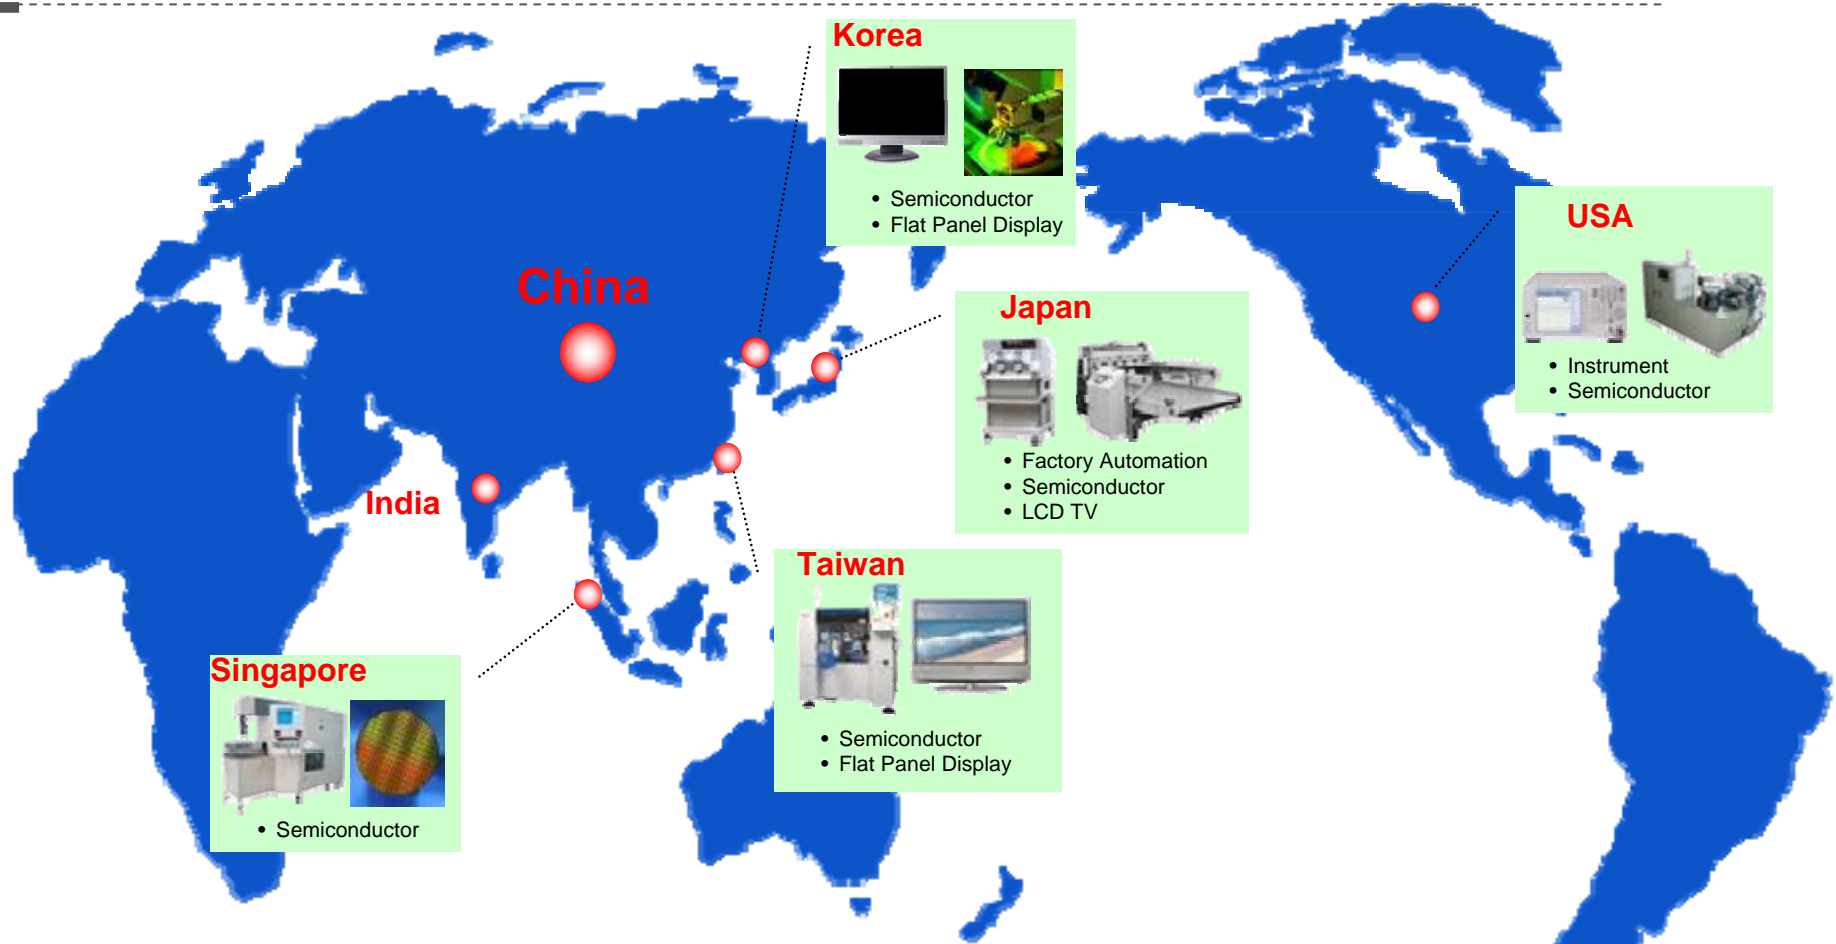 Korea
• Semiconductor
• Flat Panel Display
USA
• Instrument
• Semiconductor
China
Japan
• Factory Automation
• Semiconductor
• LCD TV
India
Taiwan
• Semiconductor
• Flat Panel Display
Singapore
• Semiconductor